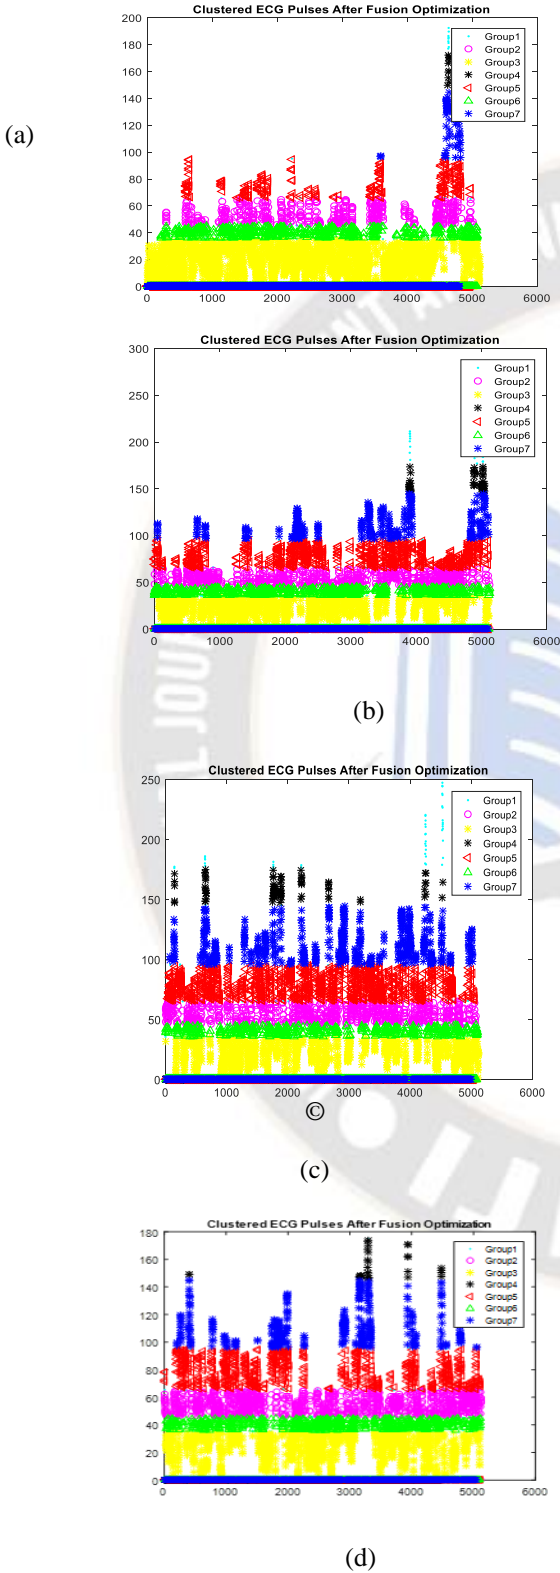 Clustered ECG Pulses After Fusion Optimization
200
180
160
140
120
100
80
60
40
20
0
0 1000 2000 3000 4000 5000 6000
Group1
Group2
Group3
Group4
Group5
Group6
Group7
(a)
Clustered ECG Pulses After Fusion Optimization
300
250
200
150
100
50
0
0 1000 2000 3000 4000 5000 6000
Group1
Group2
Group3
Group4
Group5
Group6
Group7
(b)
Clustered ECG Pulses After Fusion Optimization
250
200
150
100
50
0
0 1000 2000 3000 4000 5000 6000
Group1
Group2
Group3
Group4
Group5
Group6
Group7
©
(c)
Clustered ECG Pulses After Fusion Optimization
180
160
140
120
100
80
60
40
20
0
0 1000 2000 3000 4000 5000 6000
Group1
Group2
Group3
Group4
Group5
Group6
Group7
(d)